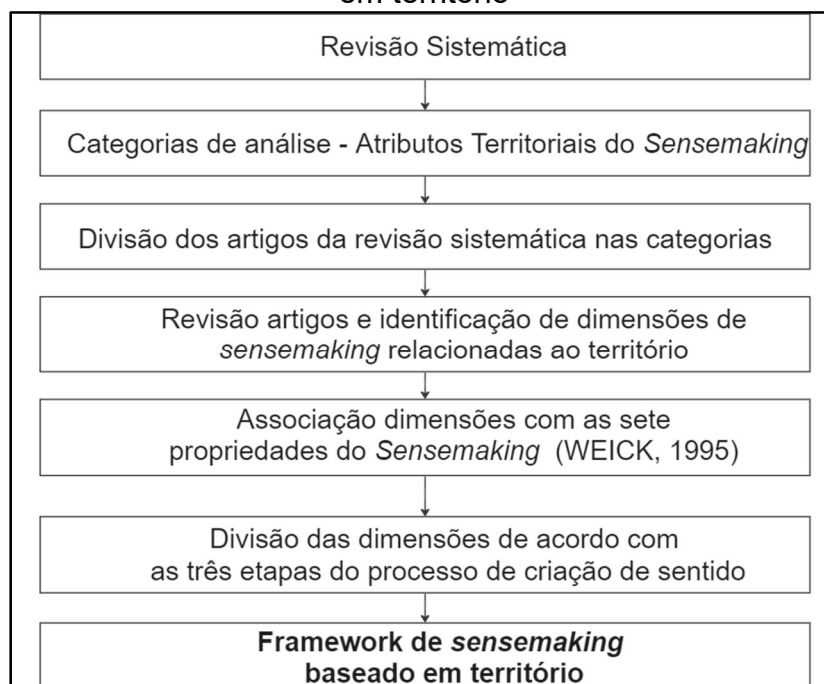 em território
Revisão Sistemática
Categorias de análise - Atributos Territoriais do Sensemaking
Divisão dos artigos da revisão sistemática nas categorias
Revisão artigos e identificação de dimensões de
sensemaking relacionadas ao território
Associação dimensões com as sete
propriedades do Sensemaking (WEICK, 1995)
Divisão das dimensões de acordo com
as três etapas do processo de criação de sentido
Framework de sensemaking
baseado em território